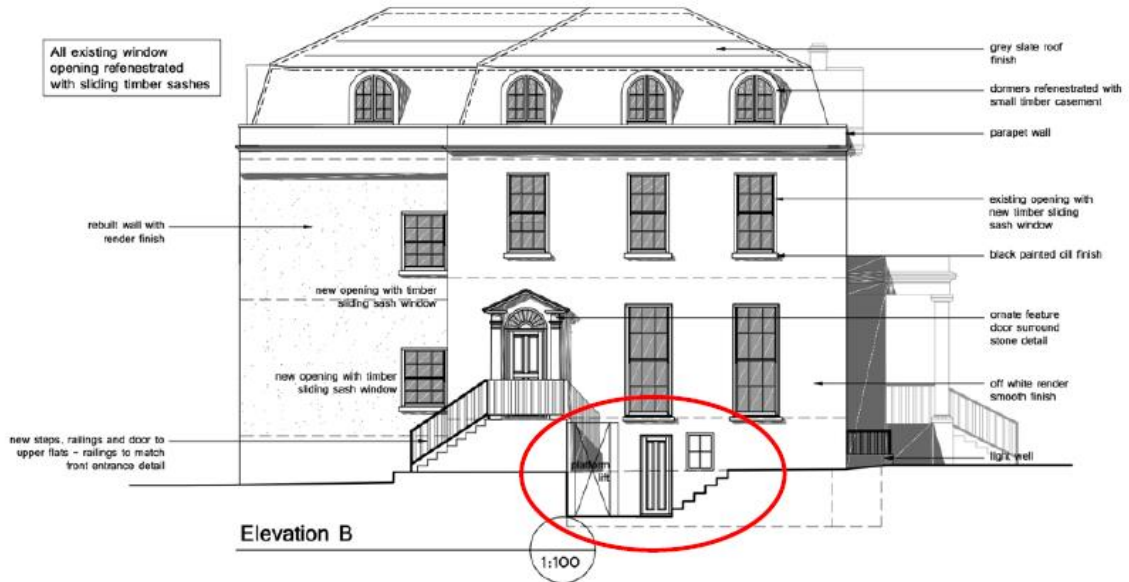 All existing window
opening refenestrated
with sliding timber sashes
grey slate roof
finish
dormers refenestrated with
small timber casement
parapet wall
existing opening with
new timber sliding
sash window
rebuilt wall with
render finish
black painted cill finish
new opening with timber
sliding sash window
ornate feature
door surround
stone detail
new opening with timber
sliding sash window
off white render
smooth finish
new steps, railings and door to
upper flats - railings to match
front entrance detail
platform
lift
light well
Elevation B
1:100